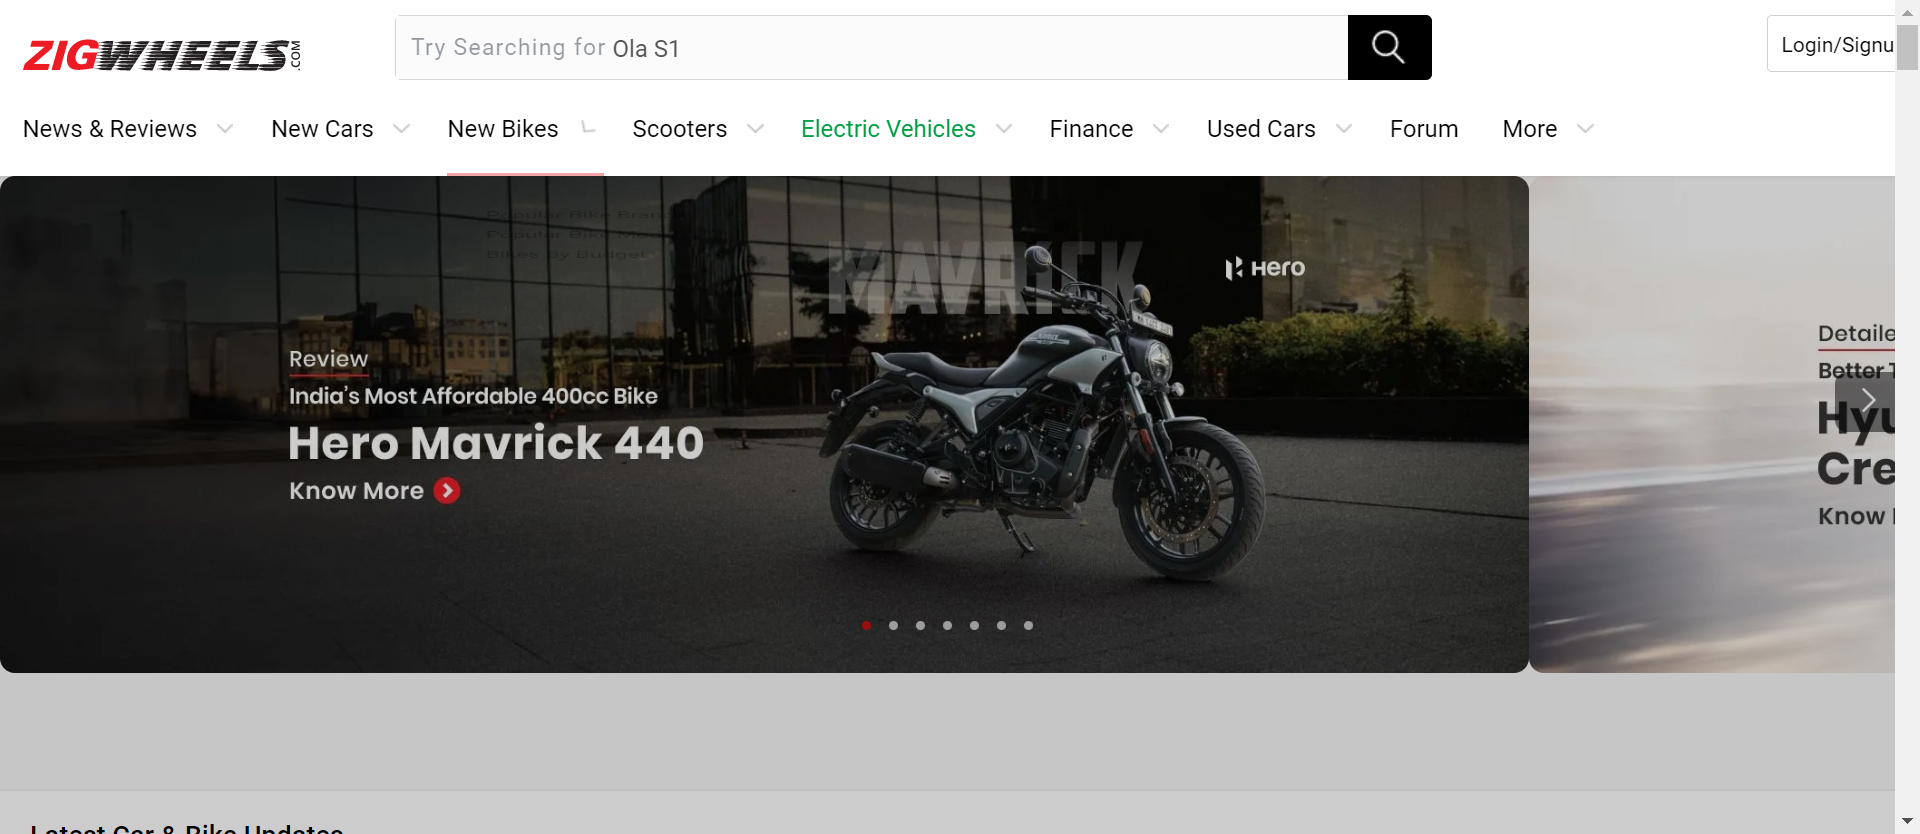 ZIGWHEELS.COM
Try Searching for Ola S1
Login/Signu
News & Reviews
New Cars
New Bikes
Scooters
Electric Vehicles
Finance
Used Cars
Forum
More
Popular Bike Brand
Popular Bike Mo
Bikes By Budget
MAVRICK
Hero
Review
India's Most Affordable 400cc Bike
Hero Mavrick 440
Know More
Detaile
Better T
Hyu
Cre
Know
Latest Car & Bike Updates